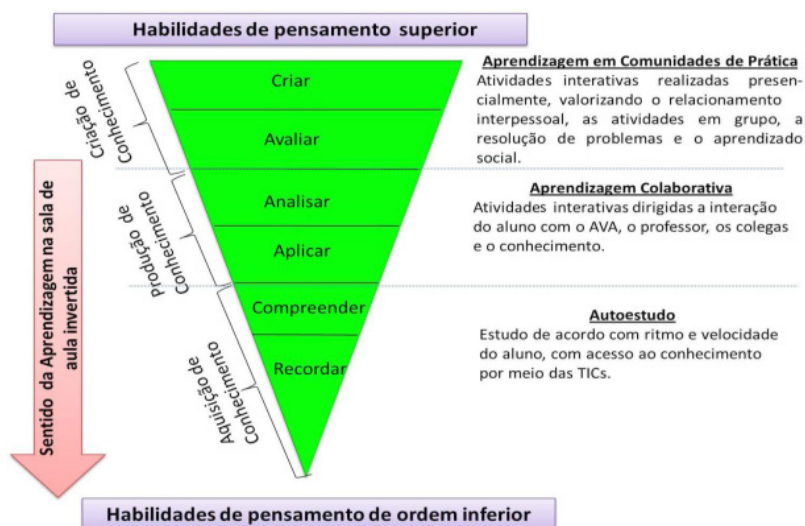 Habilidades de pensamento superior
Criação de
Conhecimento
Criar
Avaliar
Aprendizagem em Comunidades de Prática
Atividades interativas realizadas presen-
cialmente, valorizando o relacionamento
interpessoal, as atividades em grupo, a
resolução de problemas e o aprendizado
social.
Produção de
Conhecimento
Analisar
Aplicar
Aprendizagem Colaborativa
Atividades interativas dirigidas a interação
do aluno com o AVA, o professor, os colegas
e o conhecimento.
Aquisição de
Conhecimento
Compreender
Recordar
Autoestudo
Estudo de acordo com ritmo e velocidade
do aluno, com acesso ao conhecimento
por meio das TICs.
Sentido da Aprendizagem na sala de
aula invertida
Habilidades de pensamento de ordem inferior